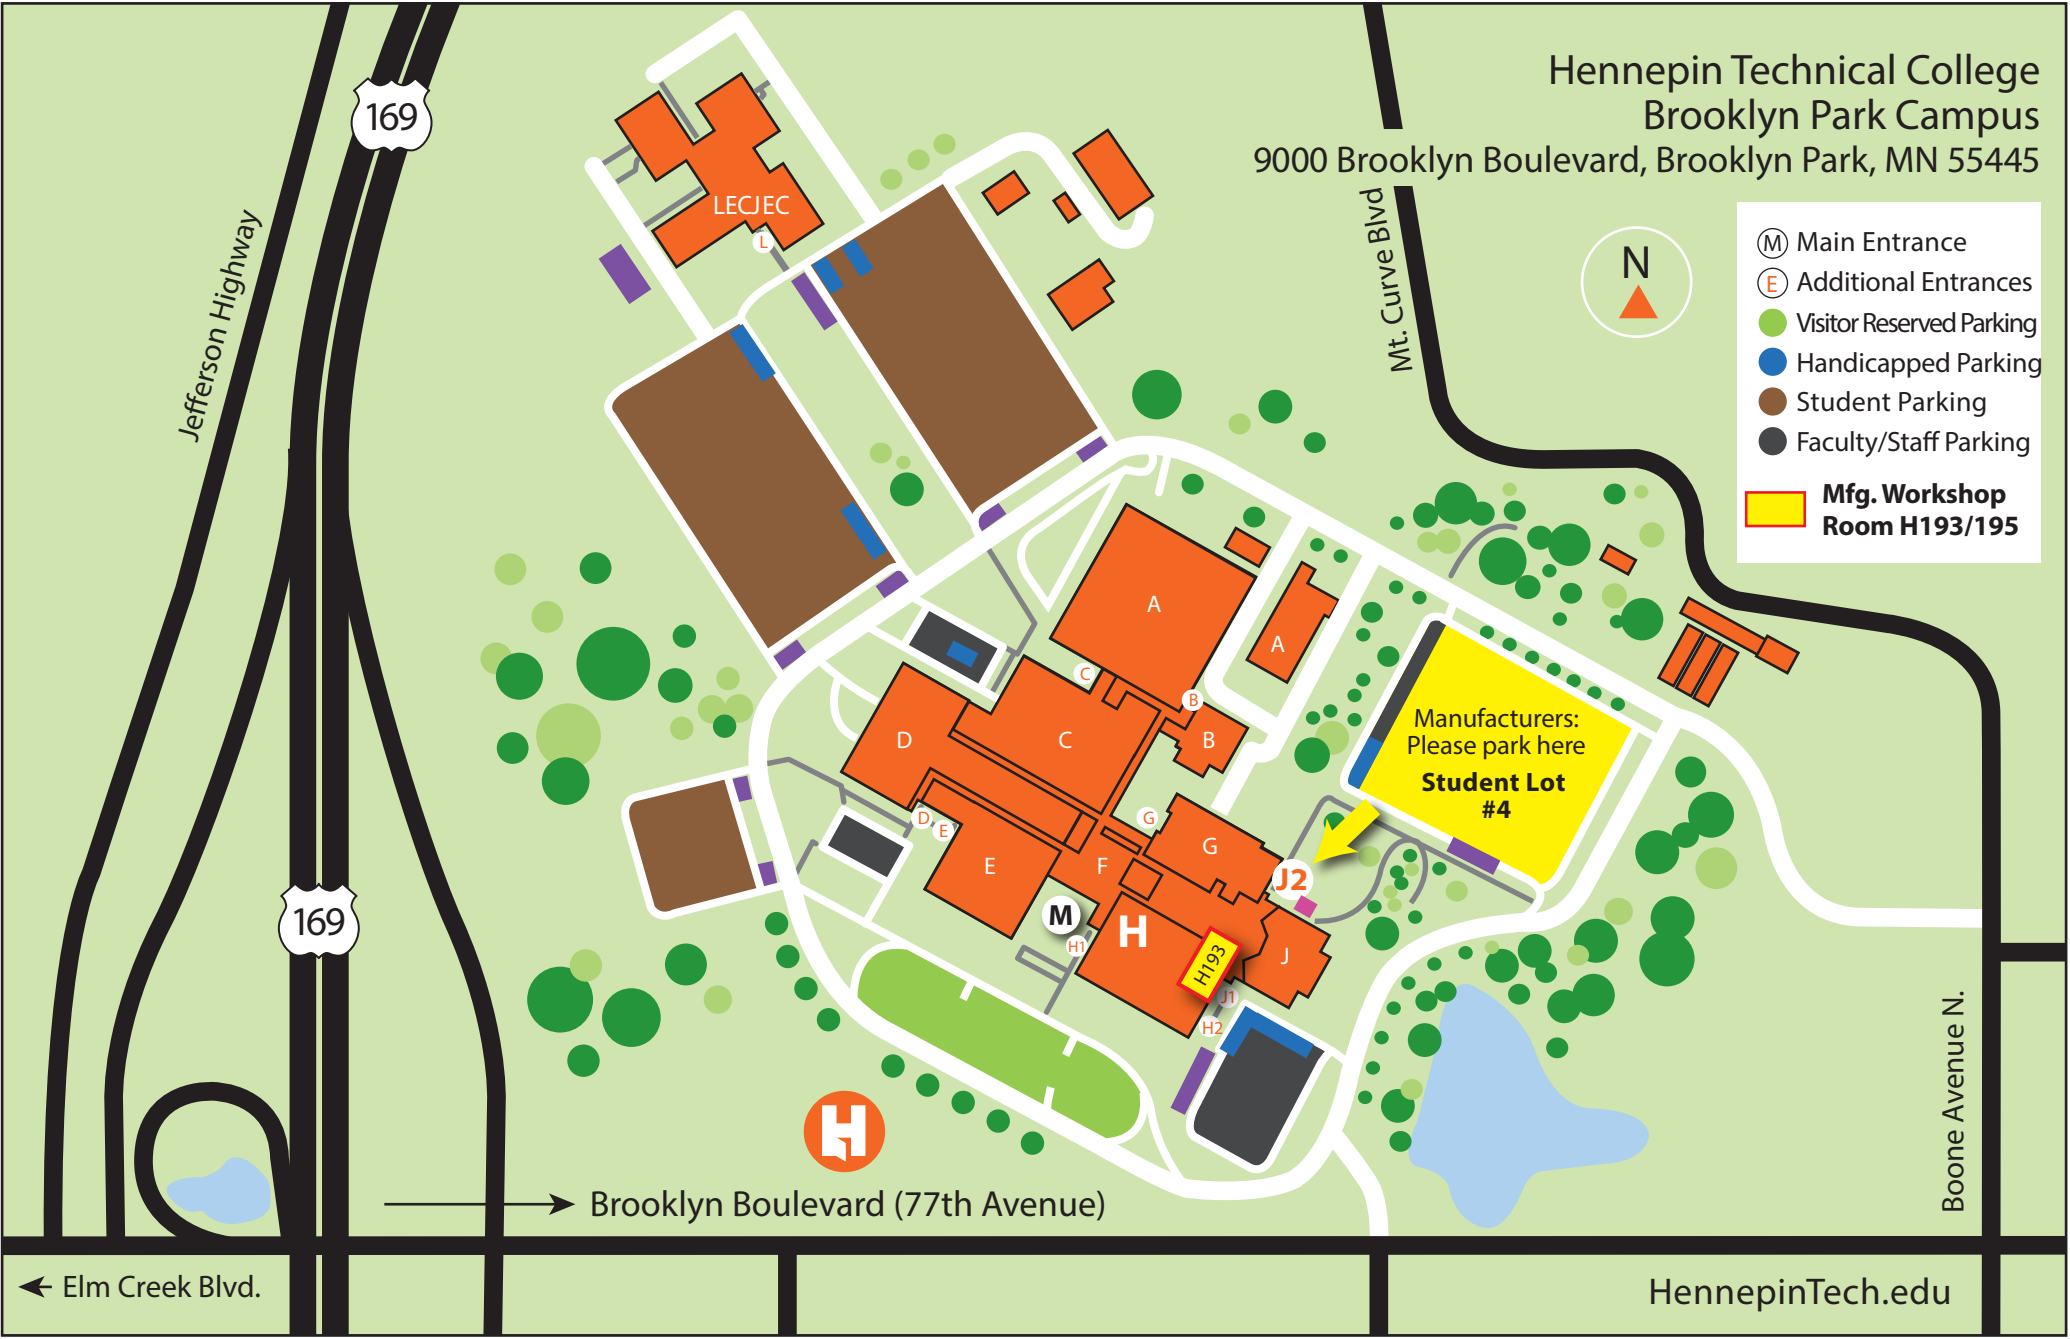 Hennepin Technical College
Brooklyn Park Campus
9000 Brooklyn Boulevard, Brooklyn Park, MN 55445
169
Jefferson Highway
Mt. Curve Blvd
N
M Main Entrance
E Additional Entrances
Visitor Reserved Parking
Handicapped Parking
Student Parking
Faculty/Staff Parking
Mfg. Workshop
Room H193/195
LECJEC
L
A
A
C
B
D
C
B
Manufacturers:
Please park here
Student Lot
#4
D
E
G
G
E
F
J2
169
M
H
H1
H193
J
J1
H2
H
Boone Avenue N.
Brooklyn Boulevard (77th Avenue)
Elm Creek Blvd.
HennepinTech.edu